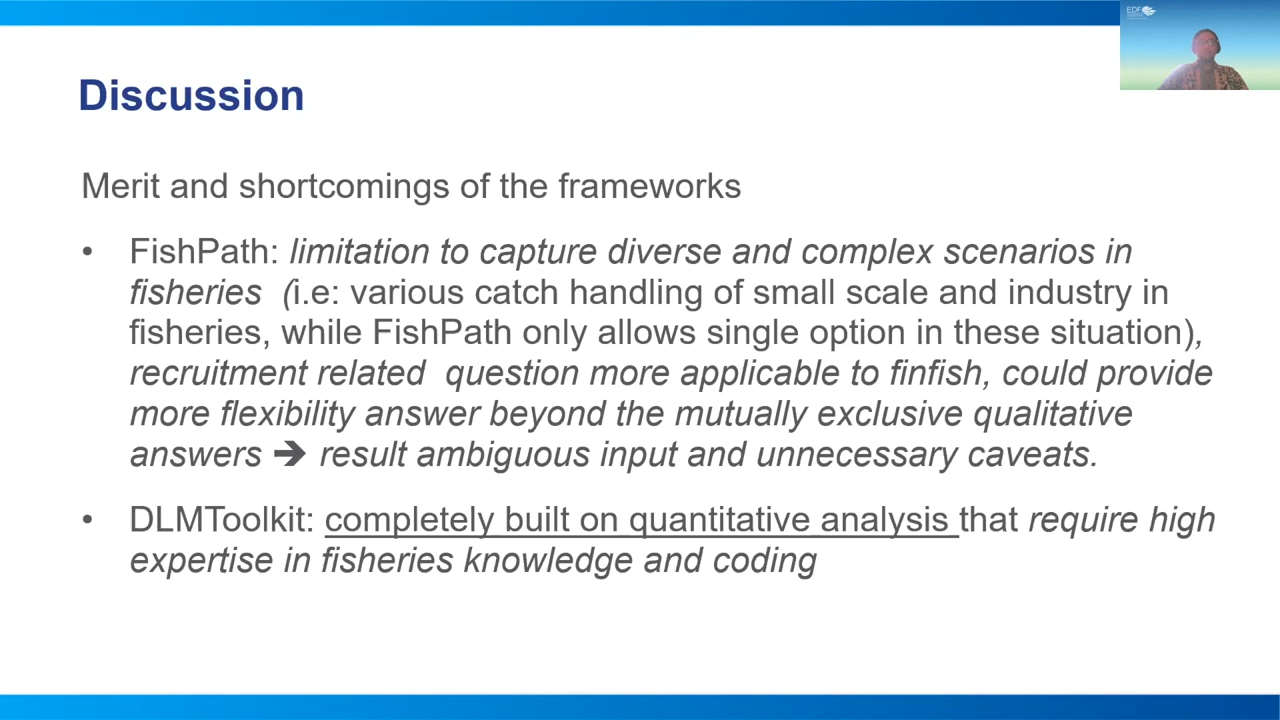 EDF
Discussion
Merit and shortcomings of the frameworks
• FishPath: limitation to capture diverse and complex scenarios in
fisheries (i.e: various catch handling of small scale and industry in
fisheries, while FishPath only allows single option in these situation),
recruitment related question more applicable to finfish, could provide
more flexibility answer beyond the mutually exclusive qualitative
answers ➔ result ambiguous input and unnecessary caveats.
• DLMToolkit: completely built on quantitative analysis that require high
expertise in fisheries knowledge and coding